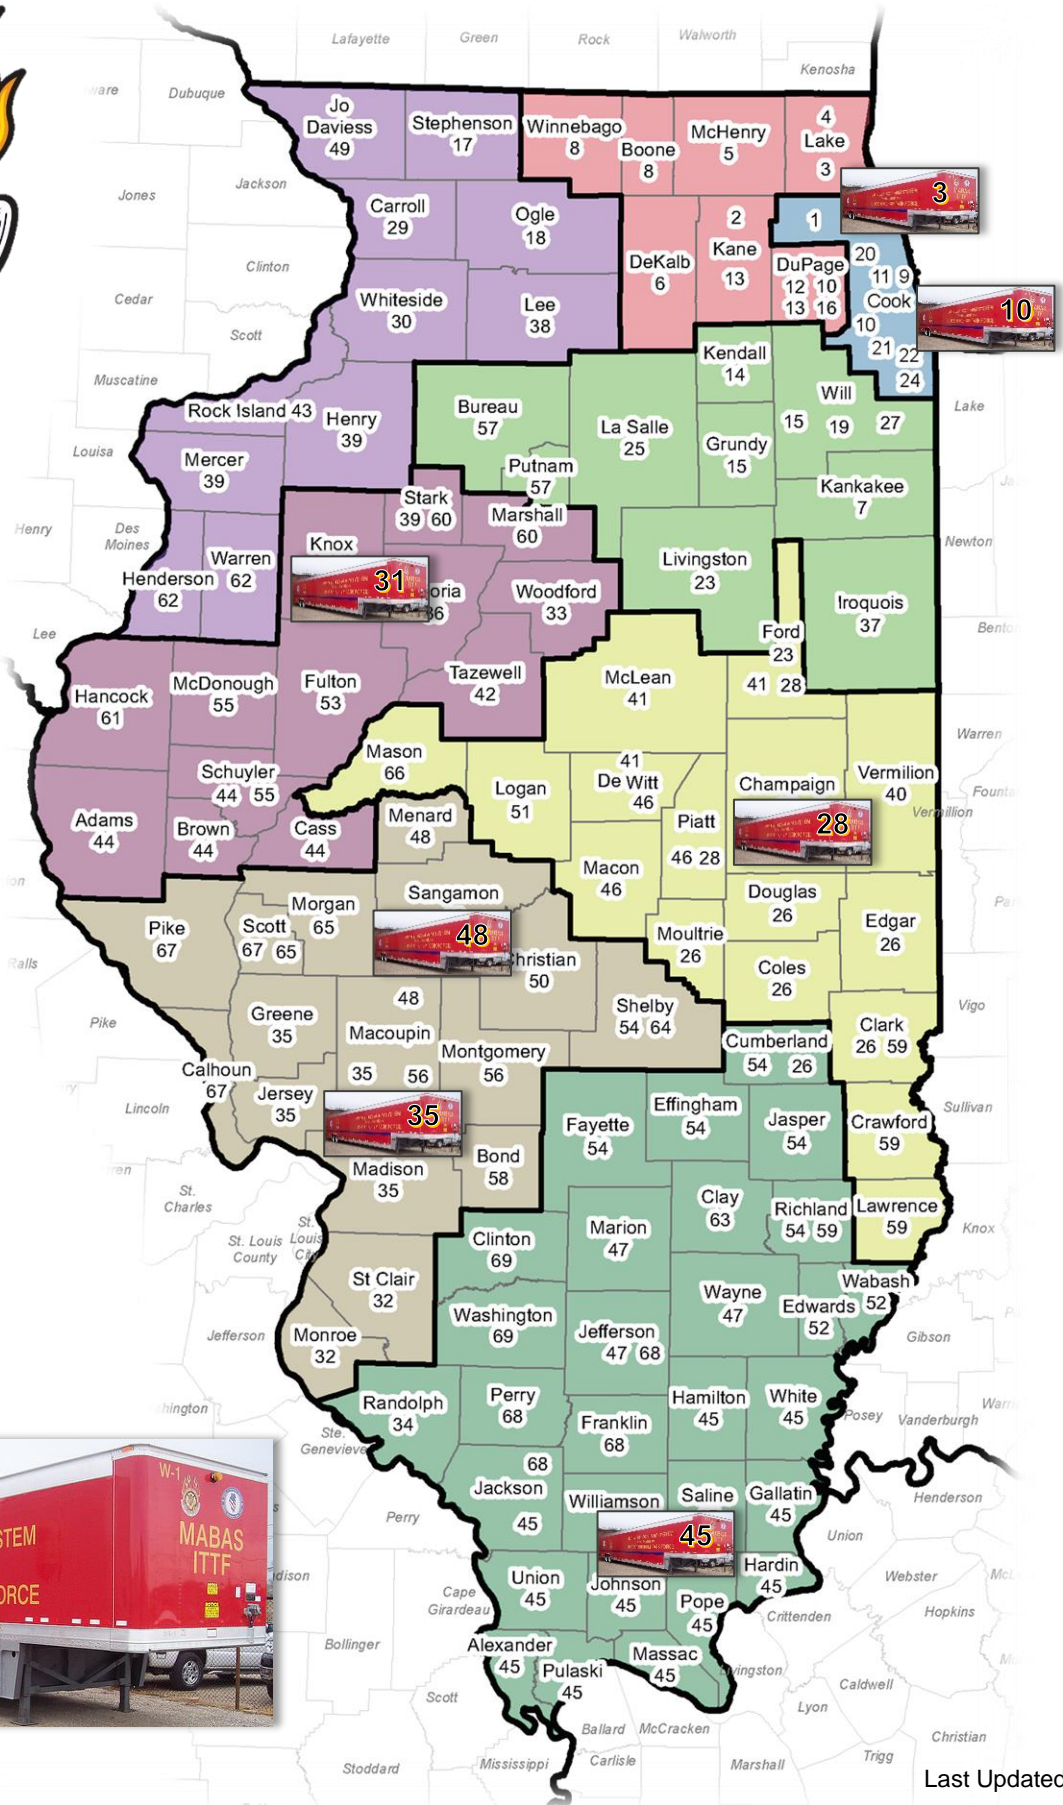 Lafayette
Green
Rock
Walworth
Kenosha
Dubuque
Jo
Daviess
49
Stephenson
17
Winnebago
8
Boone
8
McHenry
5
4
Lake
3
3
Jones
Jackson
Carroll
29
Ogle
18
DeKalb
6
2
Kane
13
1
DuPage
12 10
13 16
20
11 9
Cook
10
21 22
24
10
Clinton
Cedar
Scott
Whiteside
30
Lee
38
Muscatine
Louisa
Rock Island 43
Henry
39
Mercer
39
Bureau
57
Putnam
57
La Salle
25
Kendall
14
Grundy
15
Will
15 19 27
Kankakee
7
Lake
Newton
Henry
Des
Moines
Lee
Henderson
62
Warren
62
Knox
31
Stark
39 60
Marshall
60
Woodford
33
Livingston
23
Ford
23
41 28
Iroquois
37
Hancock
61
McDonough
55
Fulton
53
Tazewell
42
McLean
41
Mason
66
Logan
51
41
De Witt
46
Champaign
28
Vermilion
40
Warren
Vermillion
Adams
44
Schuyler
44 55
Brown
44
Cass
44
Menard
48
Piatt
46 28
Macon
46
Douglas
26
Edgar
26
Moultrie
26
Coles
26
Pike
67
Scott
67 65
Morgan
65
Sangamon
48
Christian
50
Shelby
54 64
Cumberland
54 26
Clark
26 59
Vigo
Ralls
Pike
Greene
35
48
Macoupin
35 56
Montgomery
56
Calhoun
67
Jersey
35
35
Lincoln
Fayette
54
Effingham
54
Jasper
54
Crawford
59
Sullivan
Madison
35
Bond
58
Clay
63
Richland
54 59
Lawrence
59
Knox
St.
Charles
St. Louis
County
St.
Louis
City
Clinton
69
Marion
47
St Clair
32
Monroe
32
Washington
69
Jefferson
47 68
Wayne
47
Edwards
52
Wabash
52
Jefferson
Gibson
Randolph
34
Perry
68
Franklin
68
Hamilton
45
White
45
Posey
Vanderburgh
Ste.
Genevieve
Perry
68
Jackson
45
Williamson
Saline
45
Gallatin
45
Henderson
Union
Webster
Hopkins
Union
45
Johnson
45
Pope
45
Hardin
45
Crittenden
Cape
Girardeau
Bollinger
Alexander
45
Pulaski
45
Massac
45
Caldwell
Lyon
Scott
Stoddard
Mississippi
Ballard
Carlisle
McCracken
Marshall
Trigg
Christian
W-1
MABAS
ITTF
Last Updated